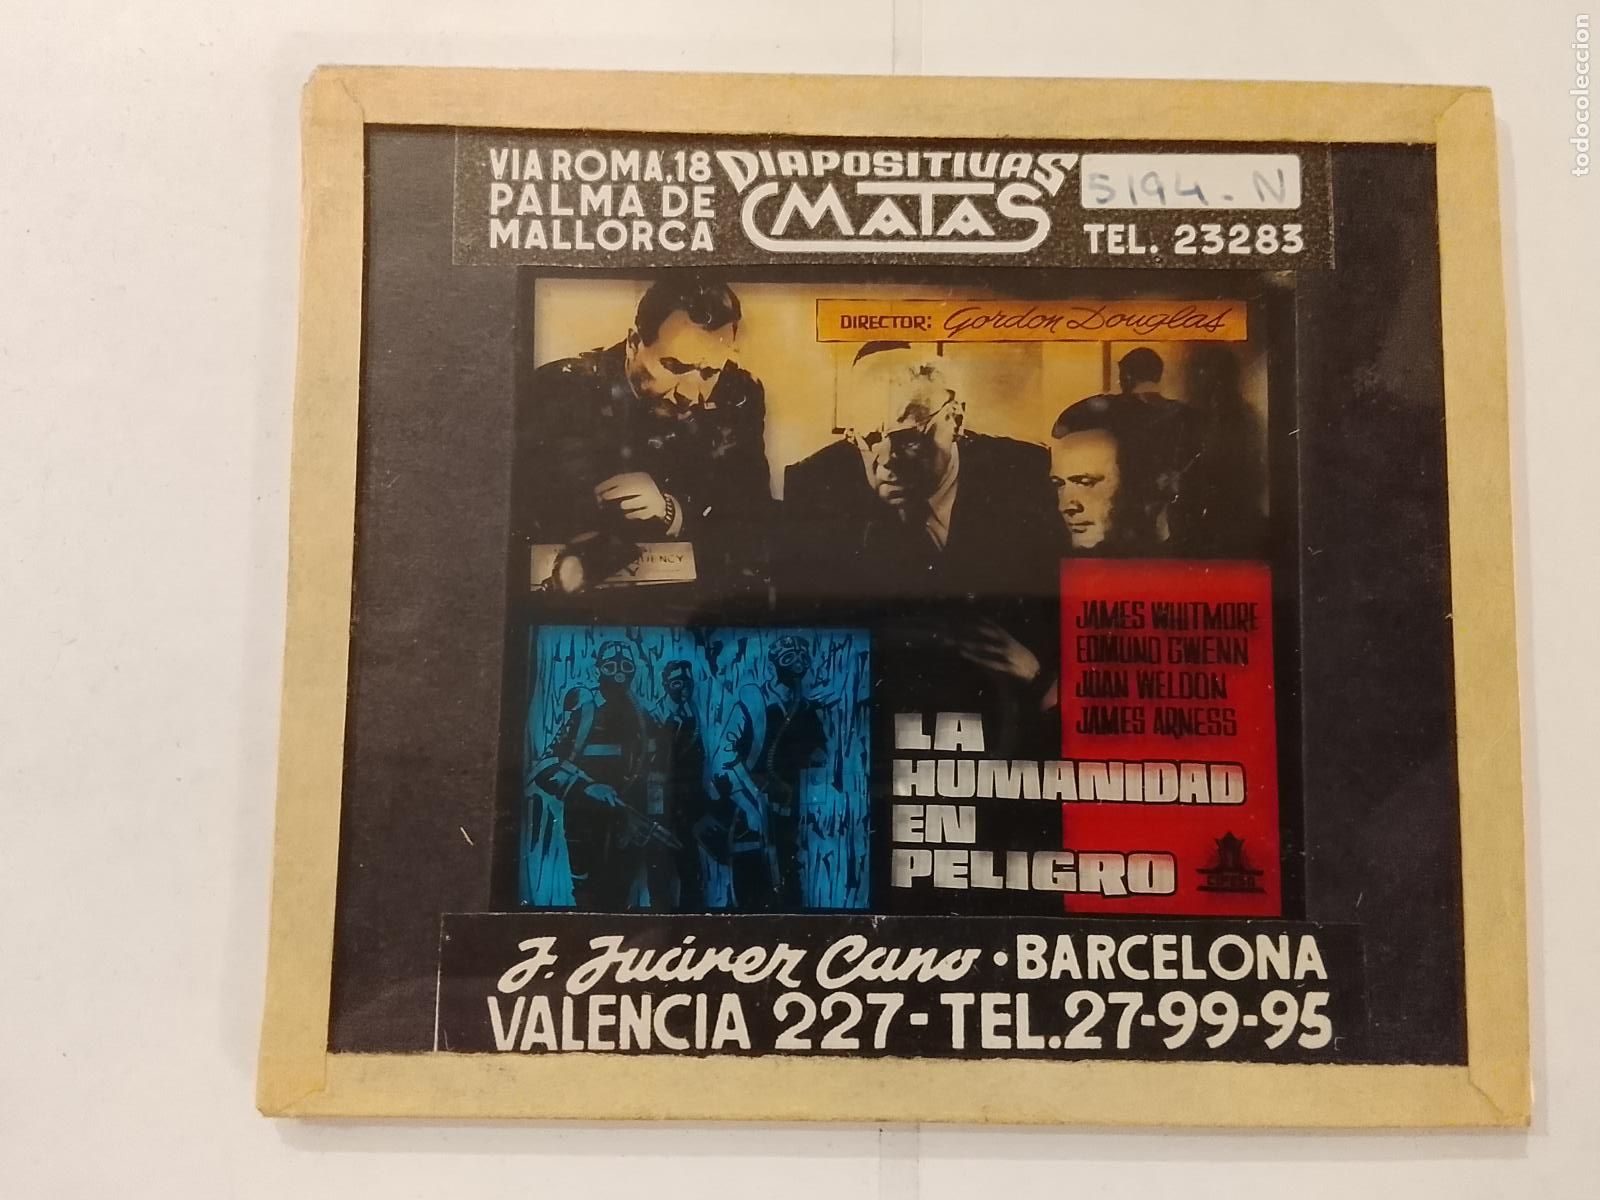 VIA ROMA, 18
PALMA DE
MALLORCA
DIAPOSITIVAS
MATAS
5194-N
TEL. 23283
DIRECTOR: Gordon Douglas
JAMES WHITMORE
EDMUND GWENN
JOAN WELDON
JAMES ARNESS
LA
HUMANIDAD
EN
PELIGRO
CIFESA
J. Juárez Cano · BARCELONA
VALENCIA 227 - TEL. 27-99-95
todocoleccion